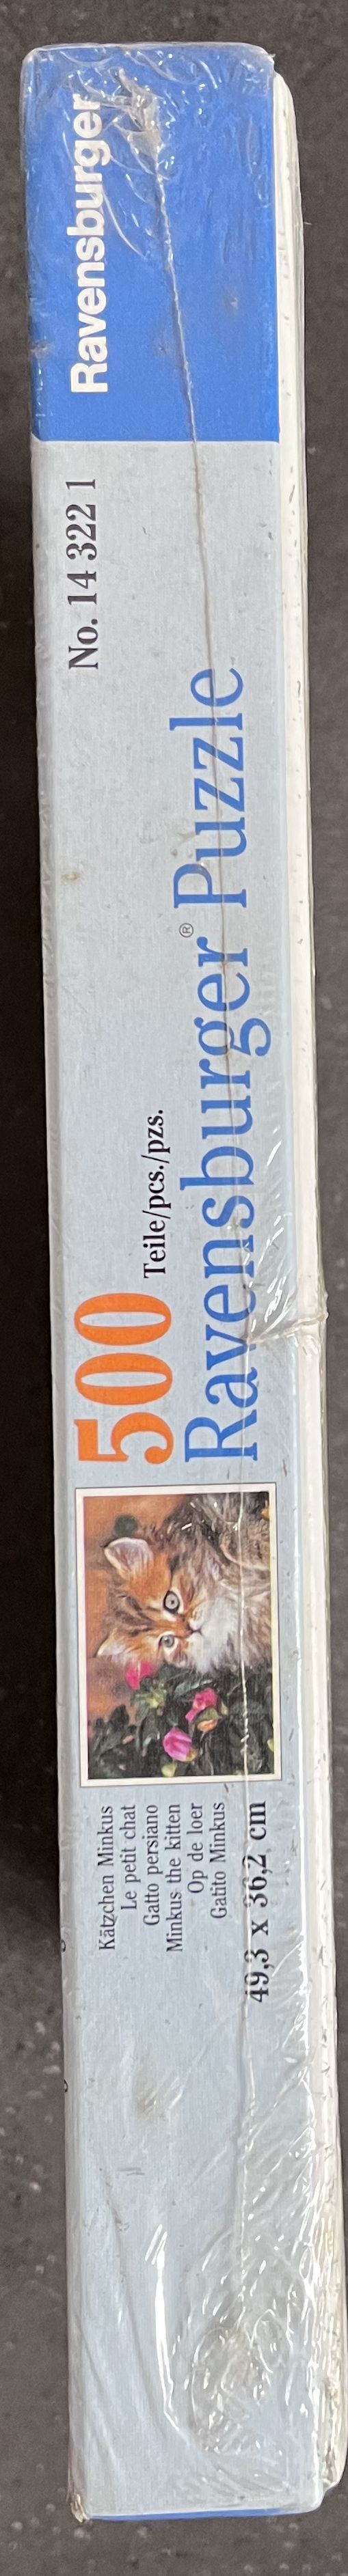 Kätzchen Minkus
Le petit chat
Gatto persiano
Minkus the kitten
Op de loer
Gatito Minkus
49,3 x 36,2 cm
500 Teile/pcs./pzs.
Ravensburger® Puzzle
No. 14 322 1
Ravensburger